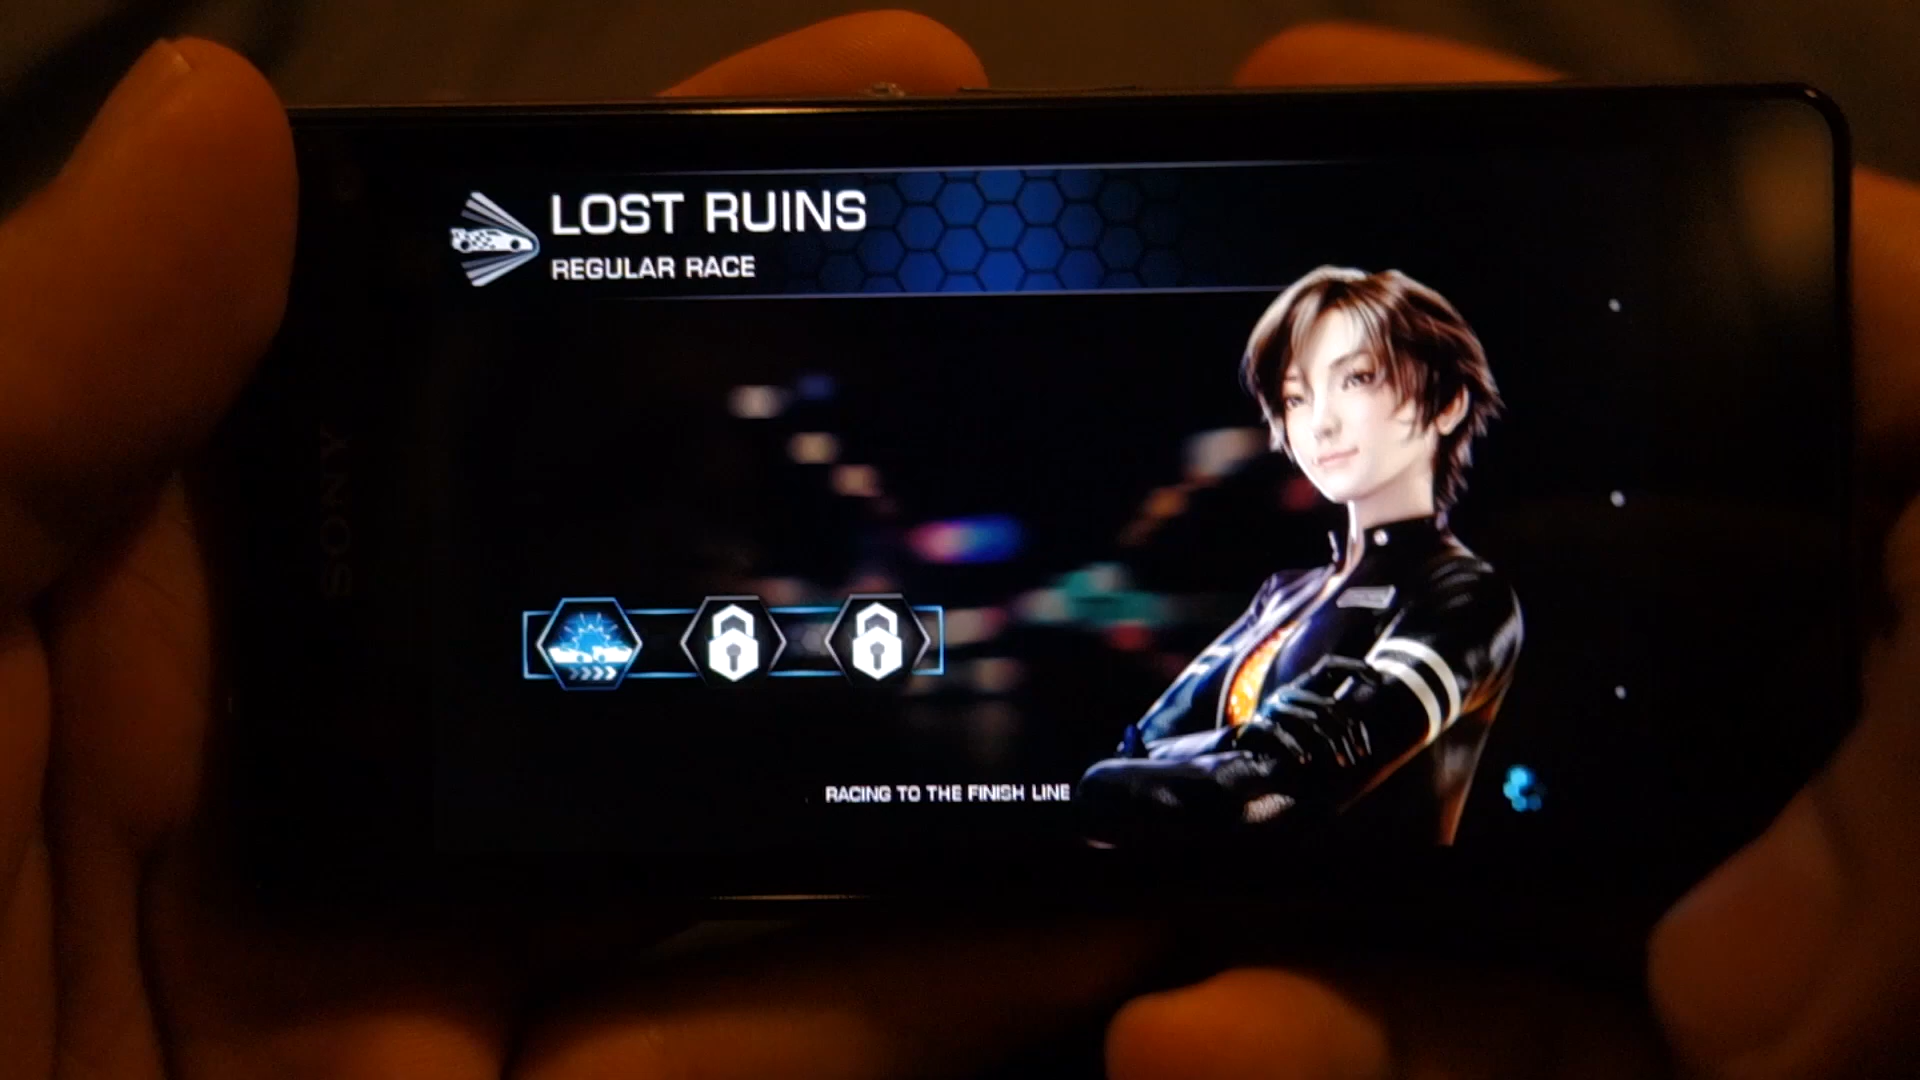 LOST RUINS
REGULAR RACE
SONY
RACING TO THE FINISH LINE